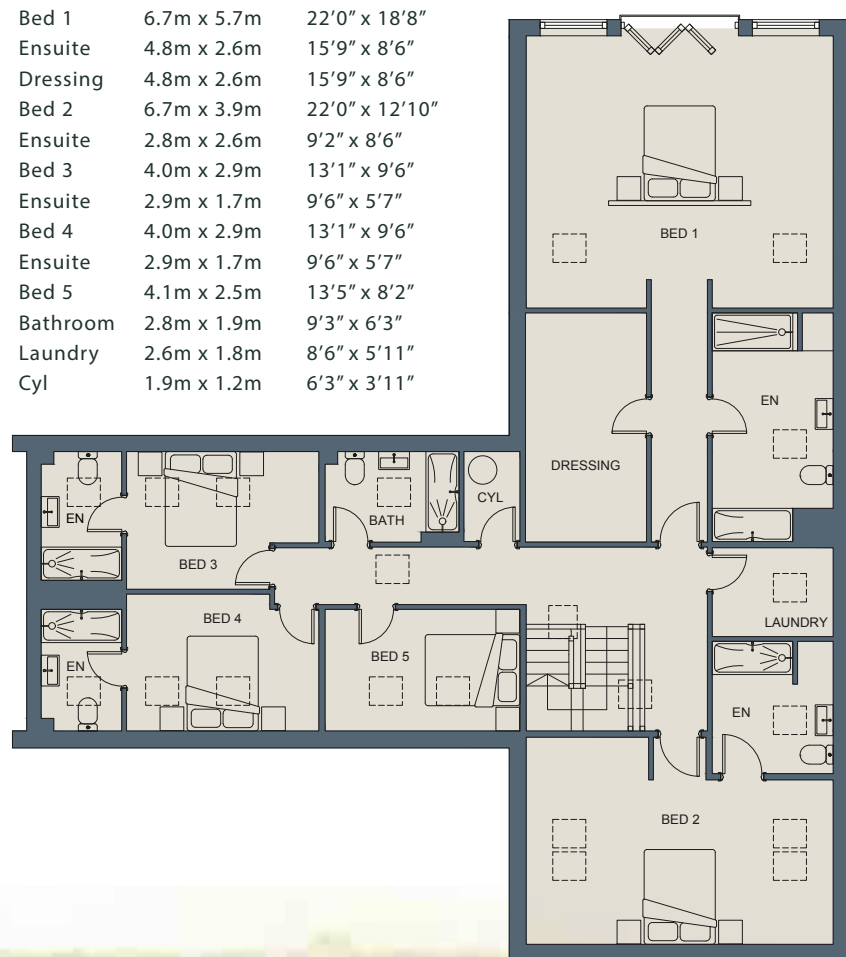 Bed 1 6.7m x 5.7m 22’0” x 18’8”
Ensuite 4.8m x 2.6m 15’9” x 8’6”
Dressing 4.8m x 2.6m 15’9” x 8’6”
Bed 2 6.7m x 3.9m 22’0” x 12’10”
Ensuite 2.8m x 2.6m 9’2” x 8’6”
Bed 3 4.0m x 2.9m 13’1” x 9’6”
Ensuite 2.9m x 1.7m 9’6” x 5’7”
Bed 4 4.0m x 2.9m 13’1” x 9’6”
Ensuite 2.9m x 1.7m 9’6” x 5’7”
Bed 5 4.1m x 2.5m 13’5” x 8’2”
Bathroom 2.8m x 1.9m 9’3” x 6’3”
Laundry 2.6m x 1.8m 8’6” x 5’11”
Cyl 1.9m x 1.2m 6’3” x 3’11”
BED 1
EN
DRESSING
CYL
EN
BATH
BED 3
BED 4
LAUNDRY
BED 5
EN
EN
BED 2